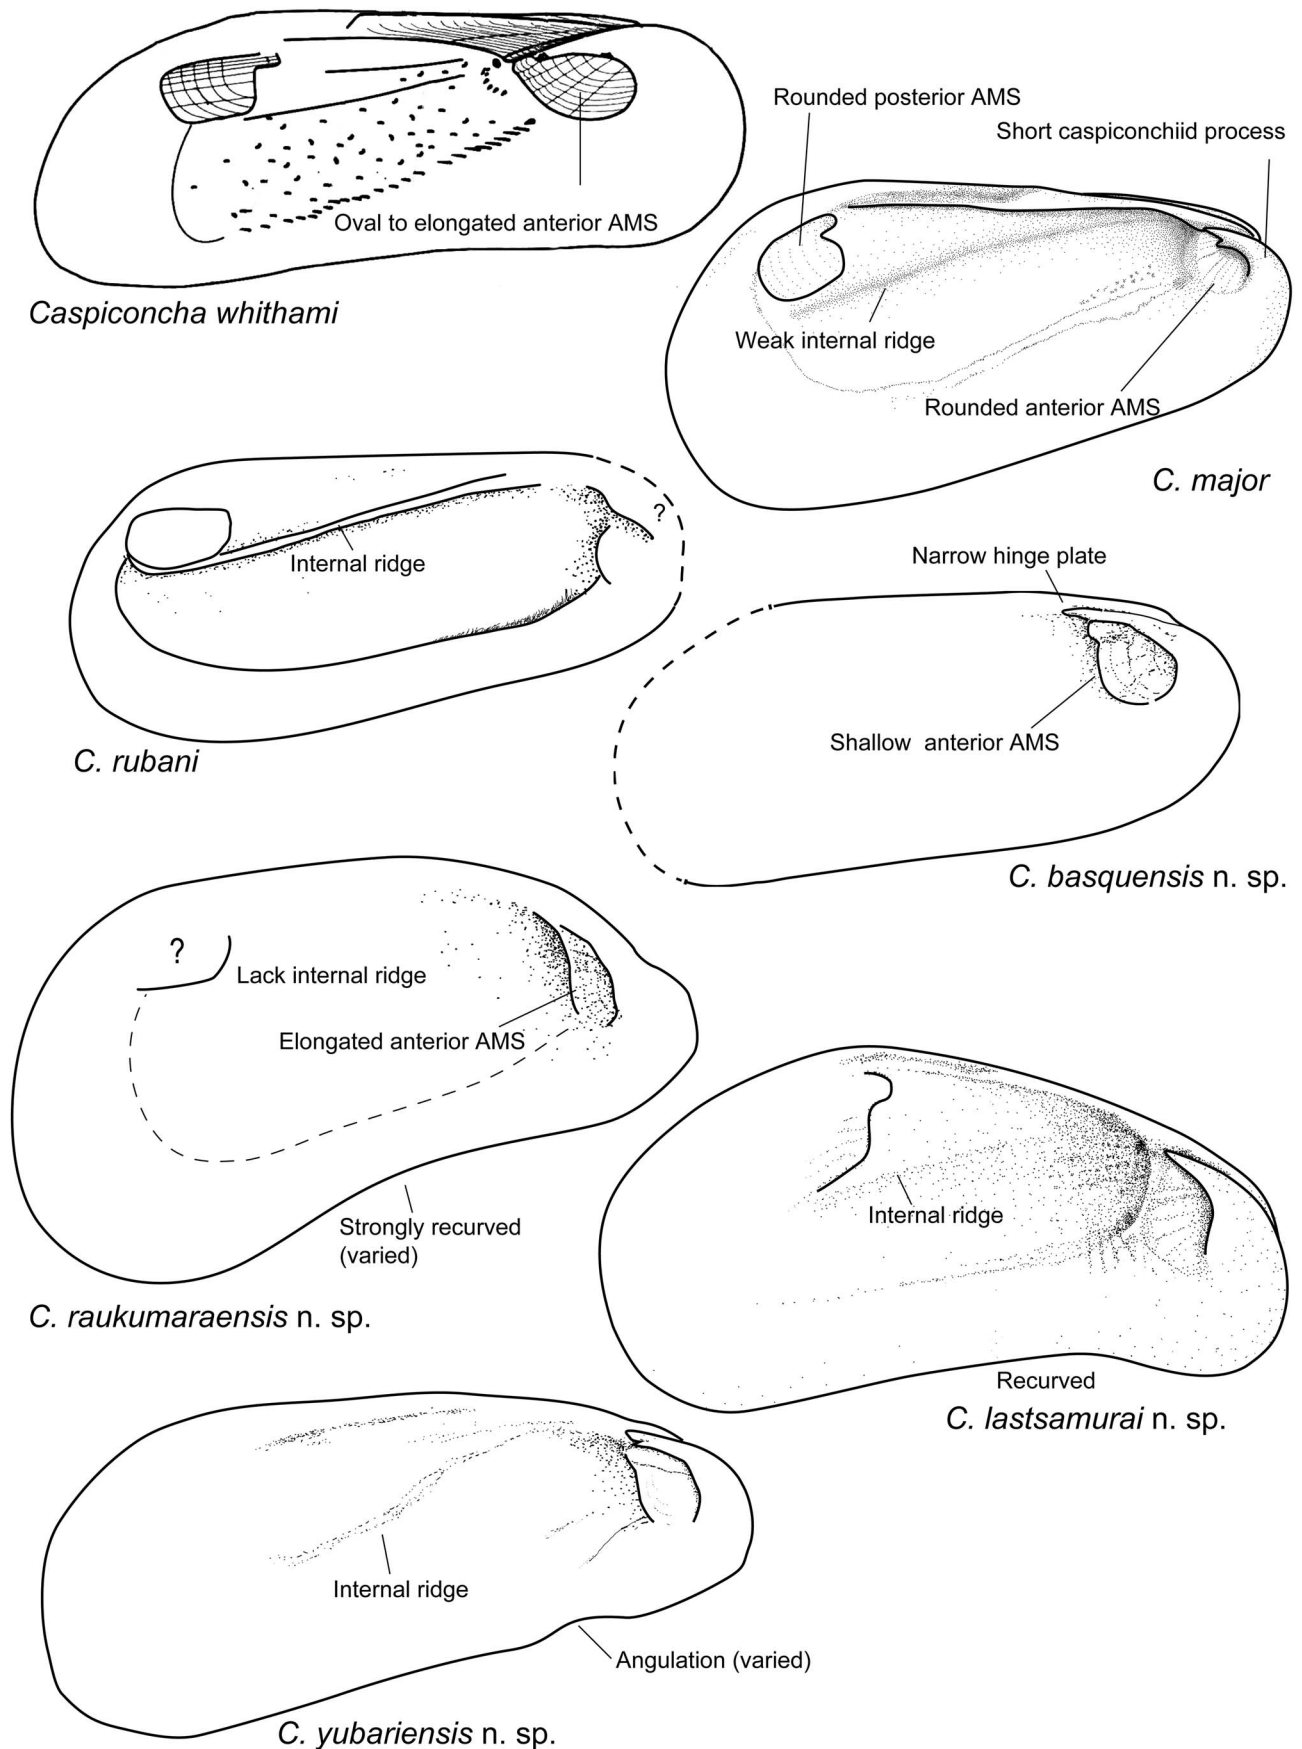 Oval to elongated anterior AMS
Caspiconcha whithami
Rounded posterior AMS
Short caspiconchiid process
Weak internal ridge
Rounded anterior AMS
C. major
?
Internal ridge
C. rubani
Narrow hinge plate
Shallow anterior AMS
C. basquensis n. sp.
?
Lack internal ridge
Elongated anterior AMS
Strongly recurved
(varied)
C. raukumaraensis n. sp.
Internal ridge
Recurved
C. lastsamurai n. sp.
Internal ridge
Angulation (varied)
C. yubariensis n. sp.